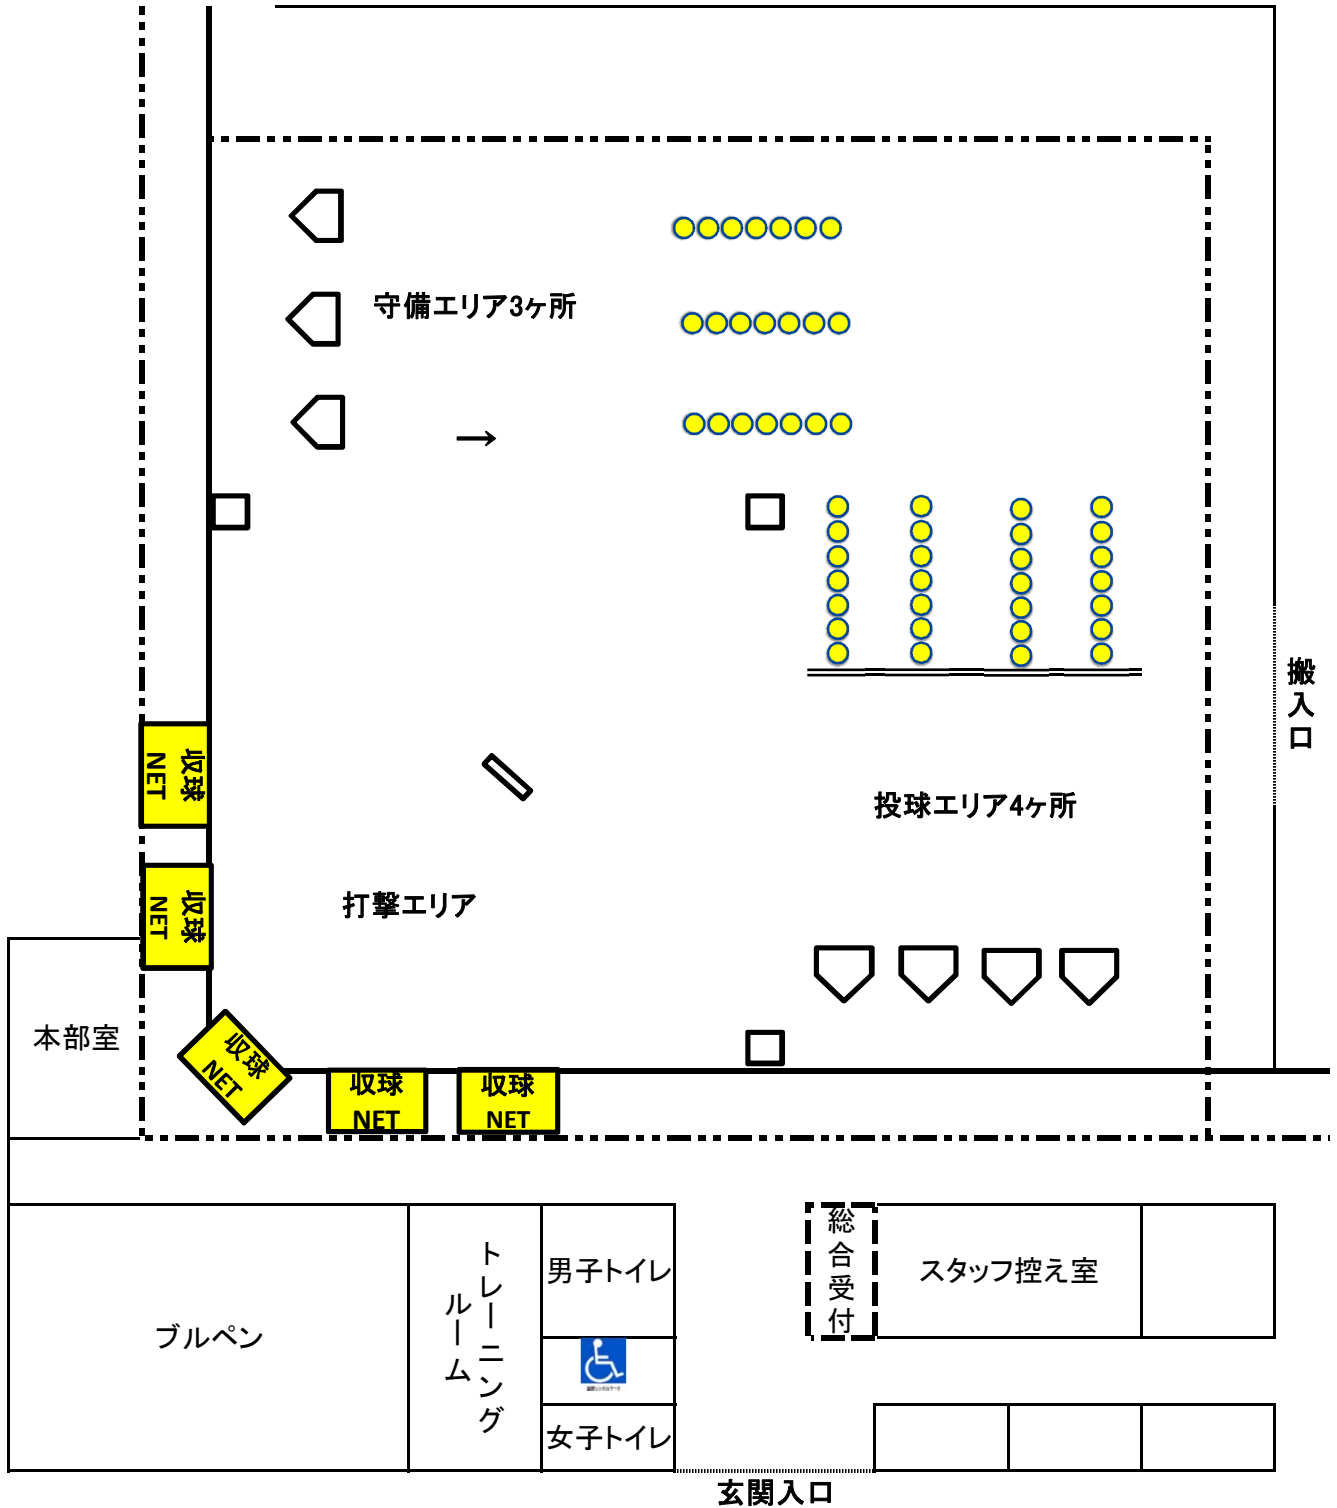 守備エリア3ヶ所
→
搬入口
収球
NET
投球エリア4ヶ所
収球
NET
打撃エリア
本部室
収球
NET
収球
NET
収球
NET
総合受付
スタッフ控え室
男子トイレ
トレーニング
ルーム
ブルペン
女子トイレ
玄関入口